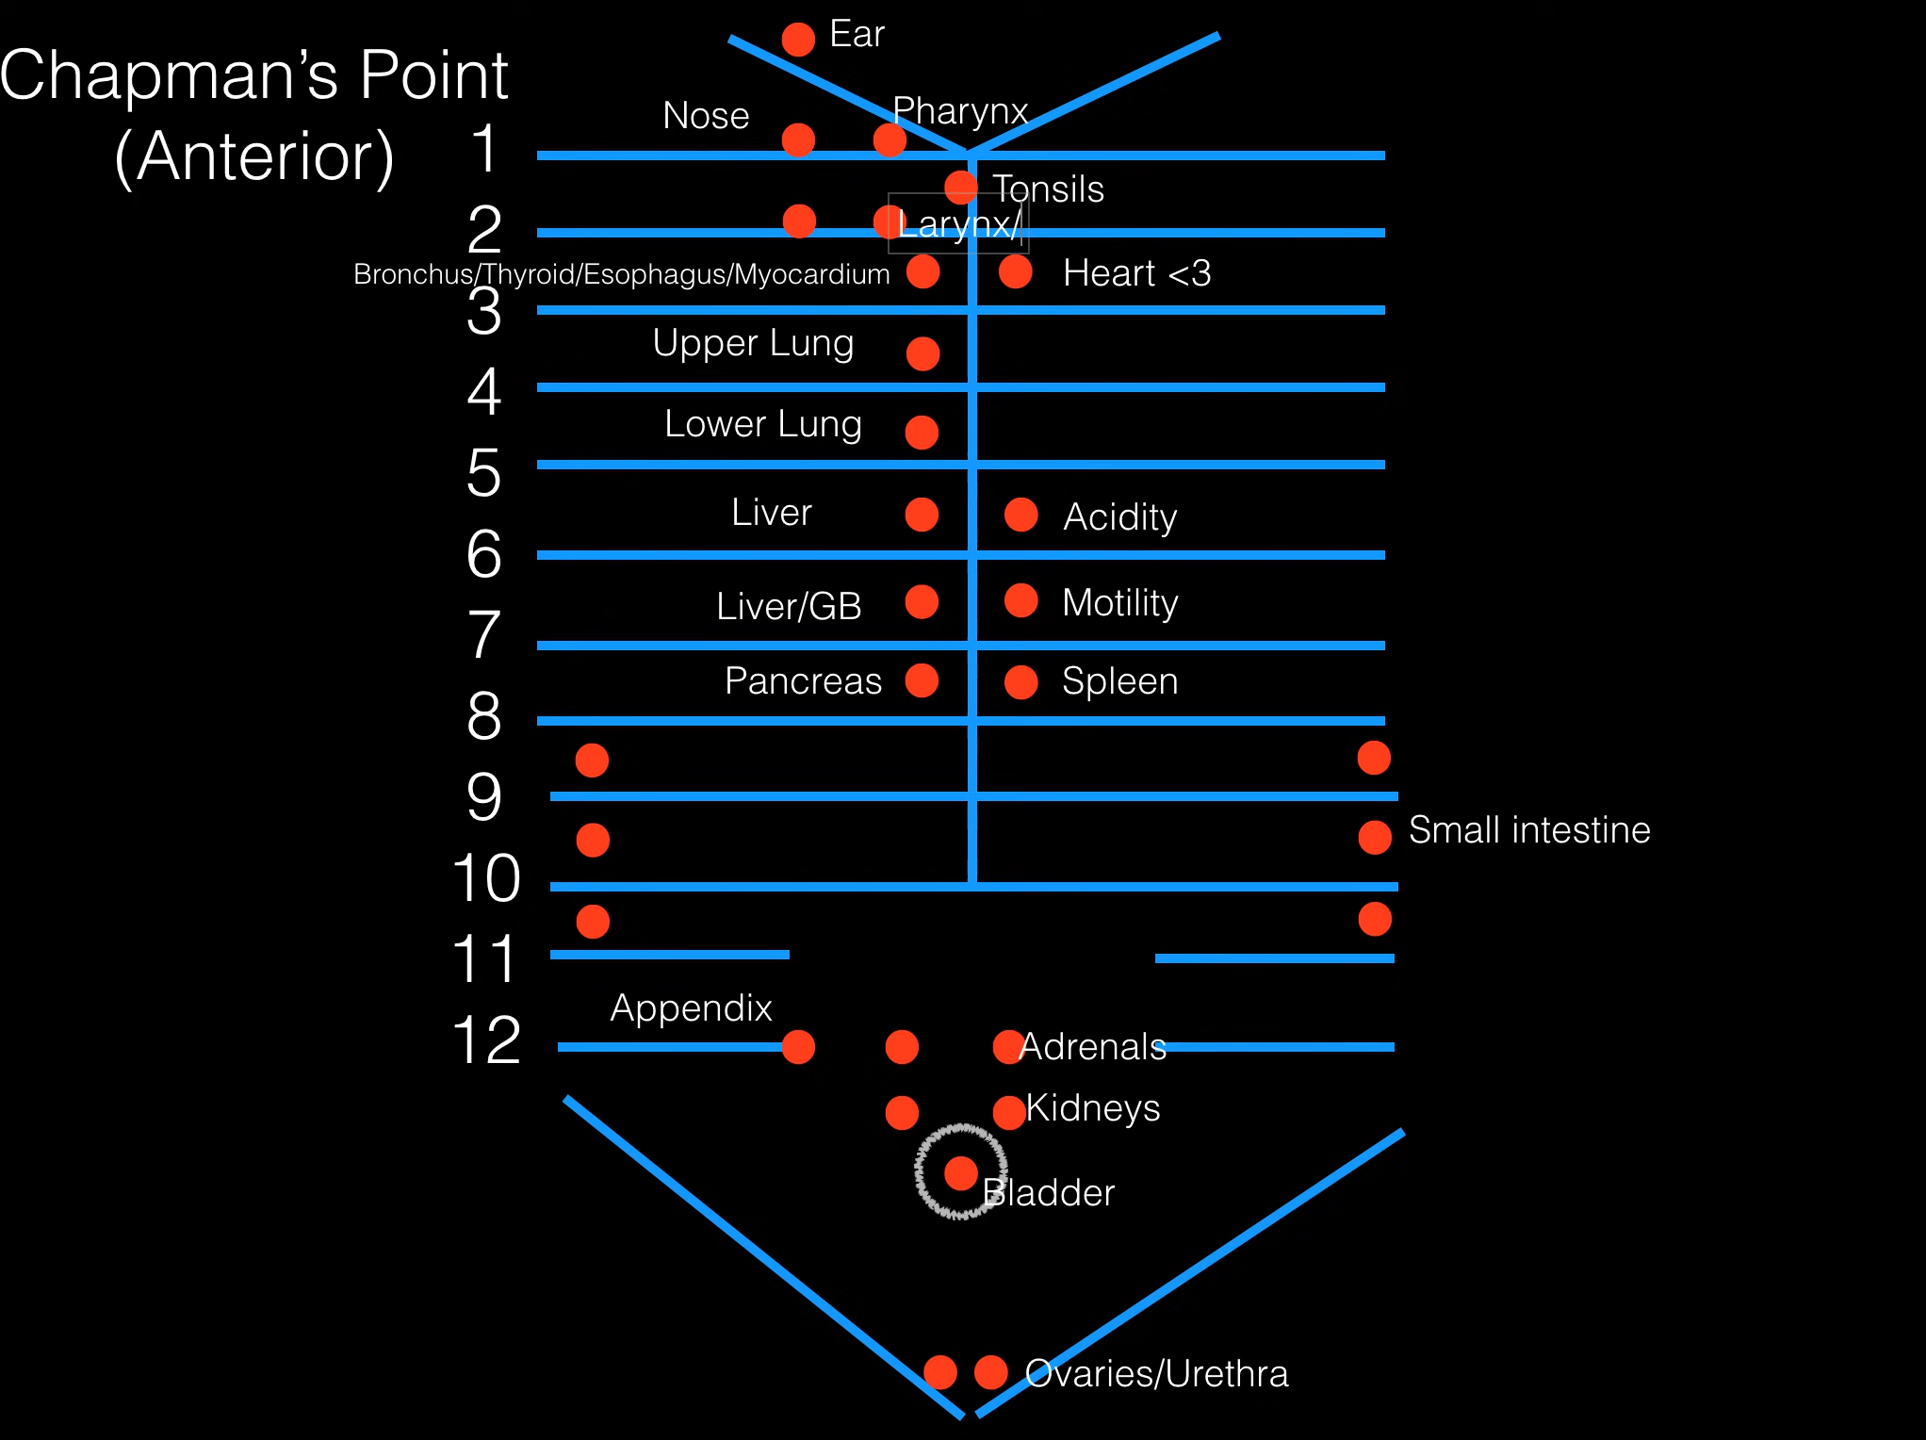 Chapman's Point
(Anterior)
Ear
Nose
Pharynx
1
Tonsils
2
Larynx/
Bronchus/Thyroid/Esophagus/Myocardium
Heart <3
3
Upper Lung
4
Lower Lung
5
Liver
Acidity
6
Liver/GB
Motility
7
Pancreas
Spleen
8
9
Small intestine
10
11
Appendix
12
Adrenals
Kidneys
Bladder
Ovaries/Urethra